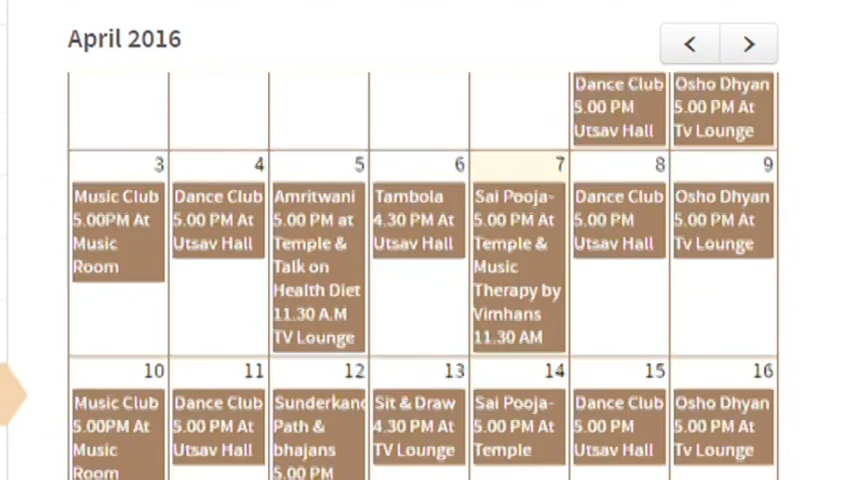 April 2016
Dance Club
5.00 PM
Utsav Hall
Osho Dhyan
5.00 PM At
Tv Lounge
3
4
5
6
7
8
9
Music Club
5.00PM At
Music
Room
Dance Club
5.00 PM At
Utsav Hall
Amritwani
5.00 PM at
Temple &
Talk on
Health Diet
11.30 A.M
TV Lounge
Tambola
4.30 PM At
Utsav Hall
Sai Pooja-
5.00 PM At
Temple &
Music
Therapy by
Vimhans
11.30 AM
Dance Club
5.00 PM
Utsav Hall
Osho Dhyan
5.00 PM At
Tv Lounge
10
11
12
13
14
15
16
Music Club
5.00PM At
Music
Room
Dance Club
5.00 PM At
Utsav Hall
Sunderkand
Path &
bhajans
5.00 PM
Sit & Draw
4.30 PM At
TV Lounge
Sai Pooja-
5.00 PM At
Temple
Dance Club
5.00 PM At
Utsav Hall
Osho Dhyan
5.00 PM At
Tv Lounge